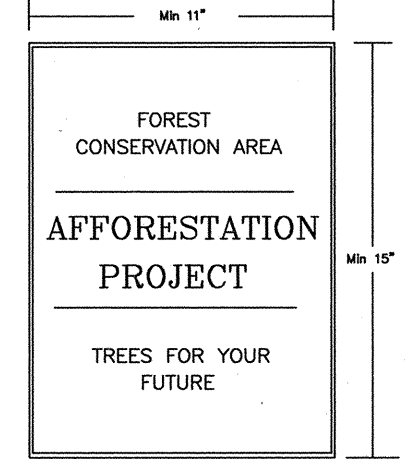 Min 11"
FOREST
CONSERVATION AREA
AFFORESTATION
PROJECT
Min 15"
TREES FOR YOUR
FUTURE